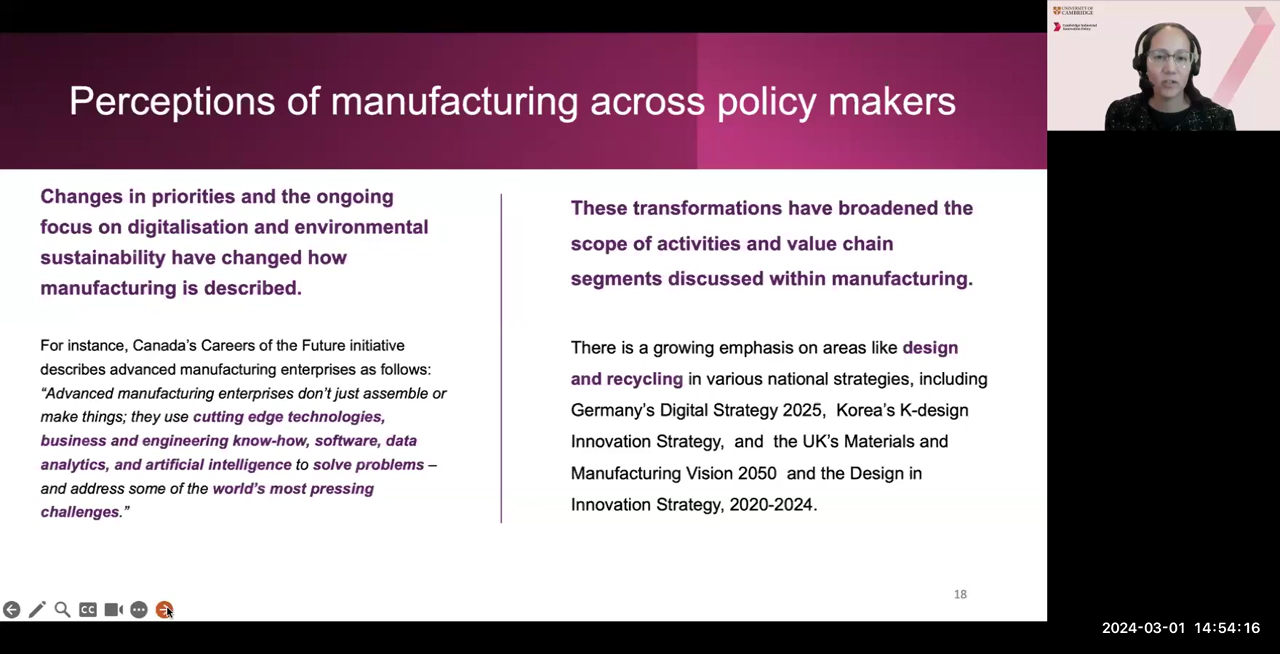 Perceptions of manufacturing across policy makers
Changes in priorities and the ongoing
focus on digitalisation and environmental
sustainability have changed how
manufacturing is described.
For instance, Canada’s Careers of the Future initiative
describes advanced manufacturing enterprises as follows:
“Advanced manufacturing enterprises don’t just assemble or
make things; they use cutting edge technologies,
business and engineering know-how, software, data
analytics, and artificial intelligence to solve problems –
and address some of the world’s most pressing
challenges.”
These transformations have broadened the
scope of activities and value chain
segments discussed within manufacturing.
There is a growing emphasis on areas like design
and recycling in various national strategies, including
Germany’s Digital Strategy 2025, Korea’s K-design
Innovation Strategy, and the UK’s Materials and
Manufacturing Vision 2050 and the Design in
Innovation Strategy, 2020-2024.
18
CC
UNIVERSITY OF
CAMBRIDGE
Cambridge Industrial
Innovation Policy
2024-03-01 14:54:16